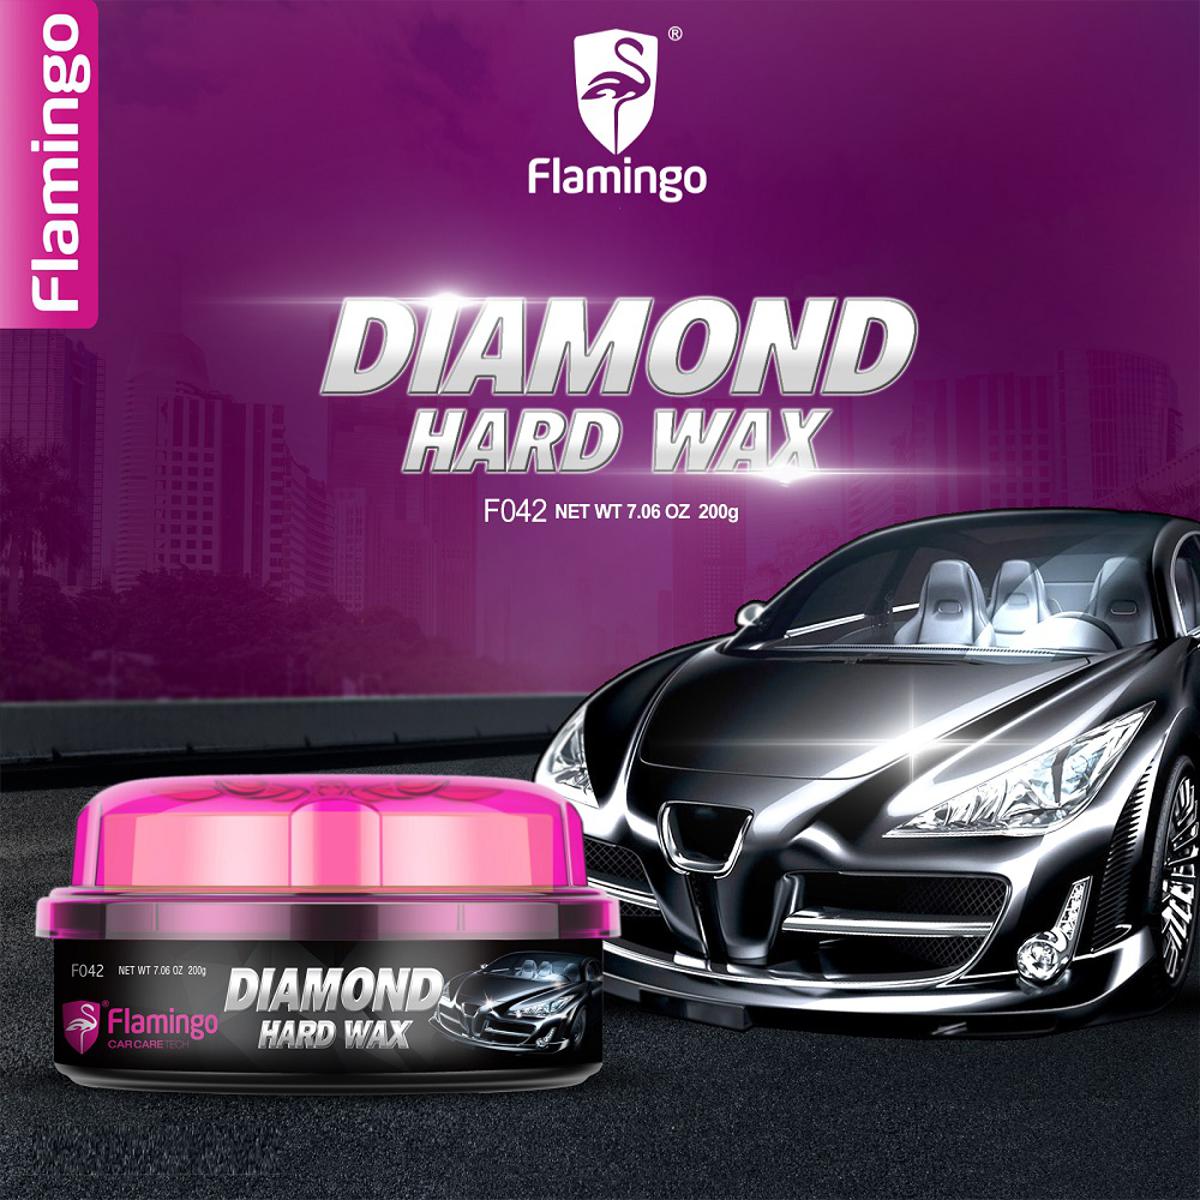 Flamingo
®
Flamingo
DIAMOND
HARD WAX
F042 NET WT 7.06 OZ 200g
F042 NET WT 7.06 OZ 200g
Flamingo
CAR CARE TECH
DIAMOND
HARD WAX